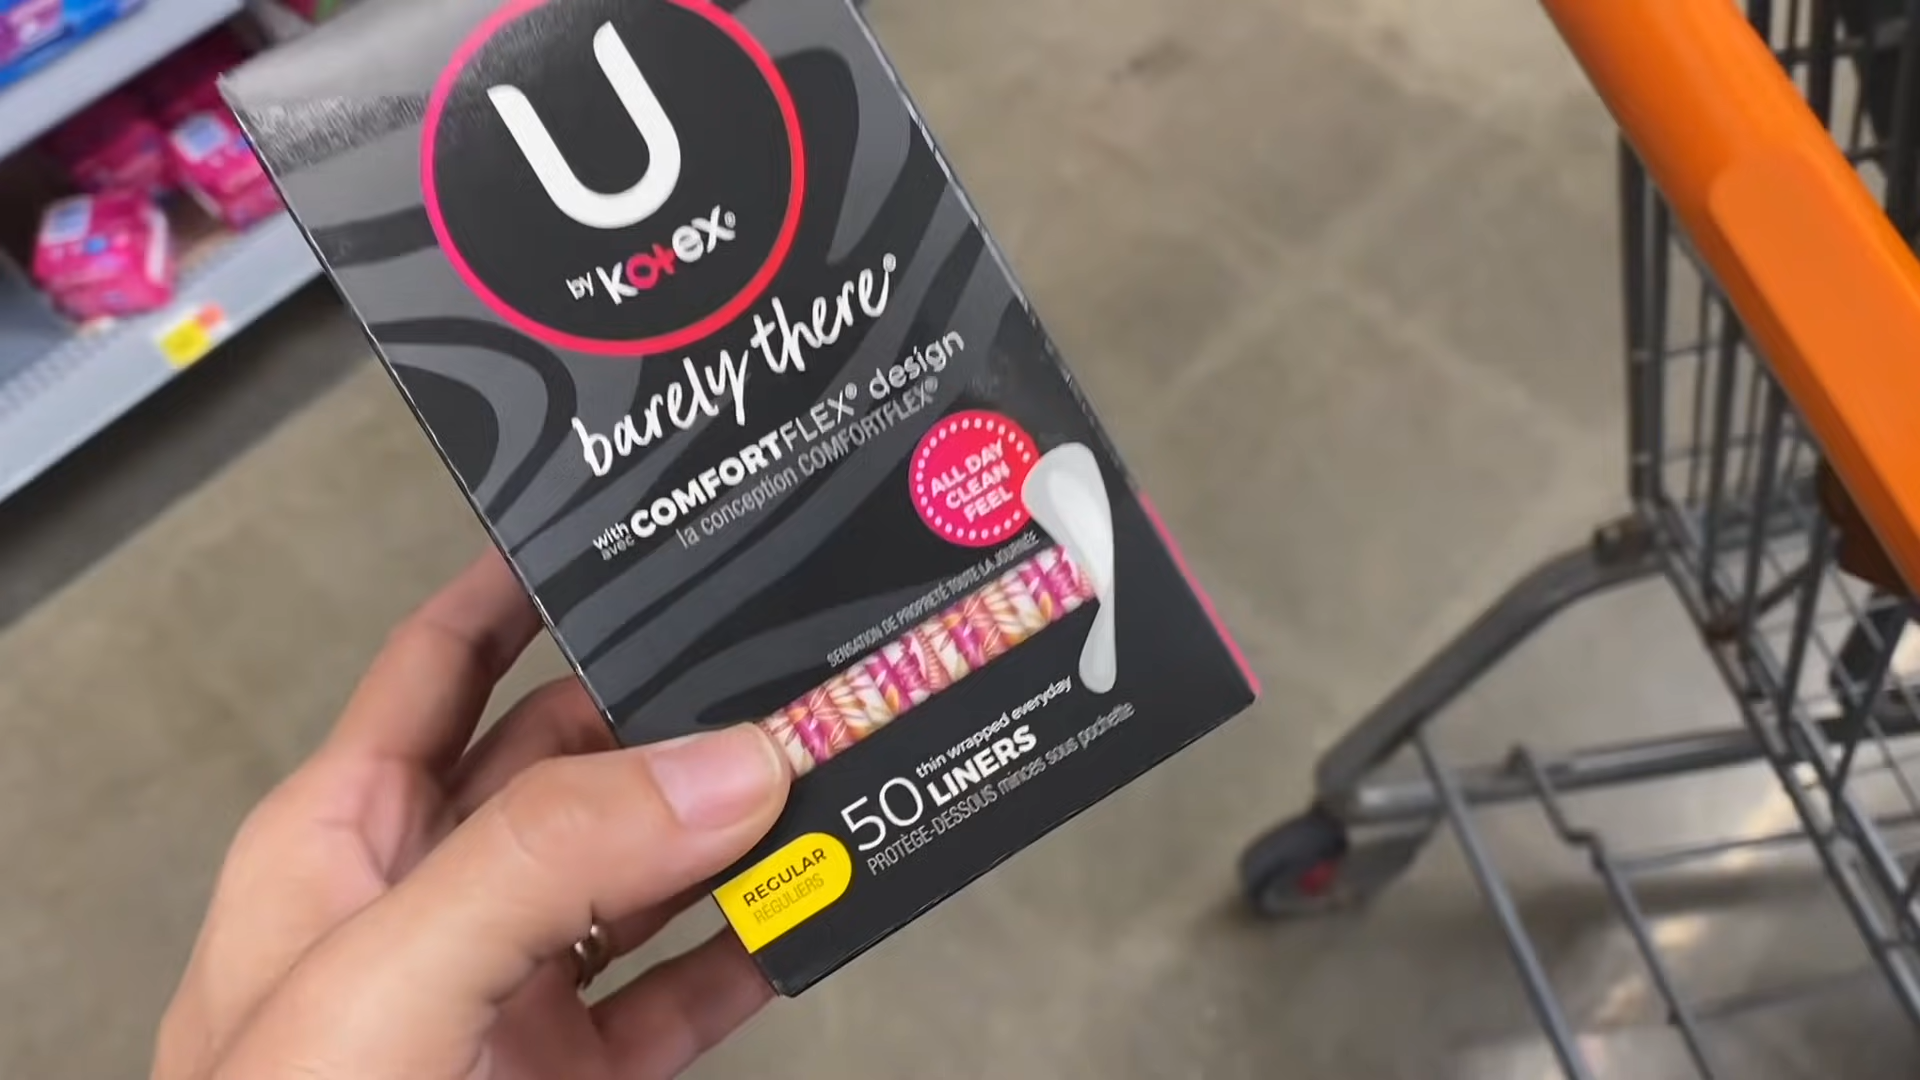 U
by Kotex®
barely there®
with COMFORTFLEX® design
avec la conception COMFORTFLEX®
ALL DAY
CLEAN
FEEL
SENSATION DE PROPRETÉ TOUTE LA JOURNÉE
50 thin wrapped everyday
LINERS
PROTÈGE-DESSOUS minces sous pochette
REGULAR
RÉGULIERS